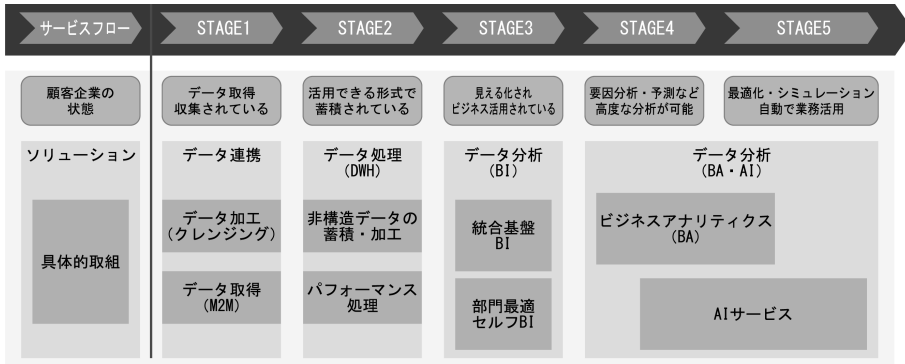 サービスフロー
STAGE1
STAGE2
STAGE3
STAGE4
STAGE5
顧客企業の
状態
データ取得
収集されている
活用できる形式で
蓄積されている
見える化され
ビジネス活用されている
要因分析・予測など
高度な分析が可能
最適化・シミュレーション
自動で業務活用
ソリューション
データ連携
データ処理
(DWH)
データ分析
(BI)
データ分析
(BA・AI)
具体的取組
データ加工
(クレンジング)
データ取得
(M2M)
非構造データの
蓄積・加工
パフォーマンス
処理
統合基盤
BI
部門最適
セルフBI
ビジネスアナリティクス
(BA)
AIサービス